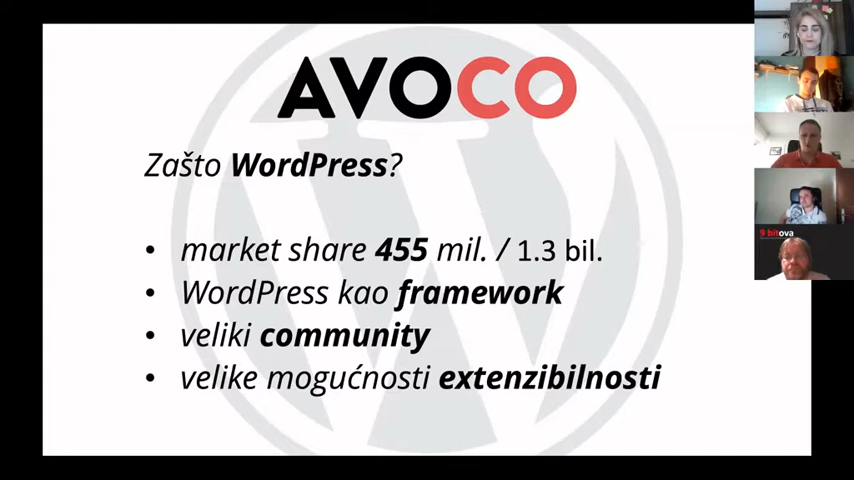 AVOCO
Zašto WordPress?
• market share 455 mil. / 1.3 bil.
• WordPress kao framework
• veliki community
• velike mogućnosti extenzibilnosti
9 bitova